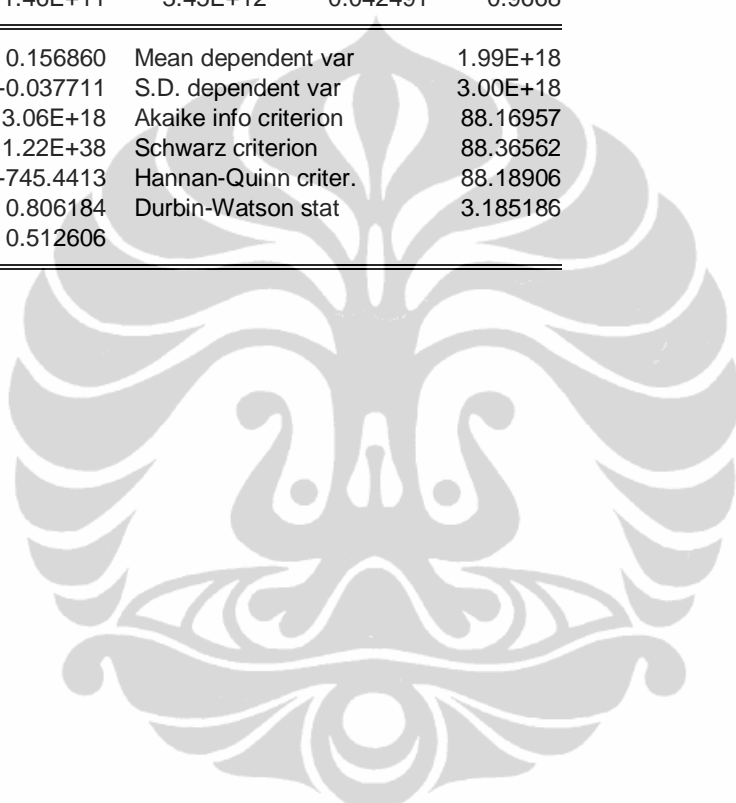 0.156860 Mean dependent var 1.99E+18
-0.037711 S.D. dependent var 3.00E+18
3.06E+18 Akaike info criterion 88.16957
1.22E+38 Schwarz criterion 88.36562
-745.4413 Hannan-Quinn criter. 88.18906
0.806184 Durbin-Watson stat 3.185186
0.512606